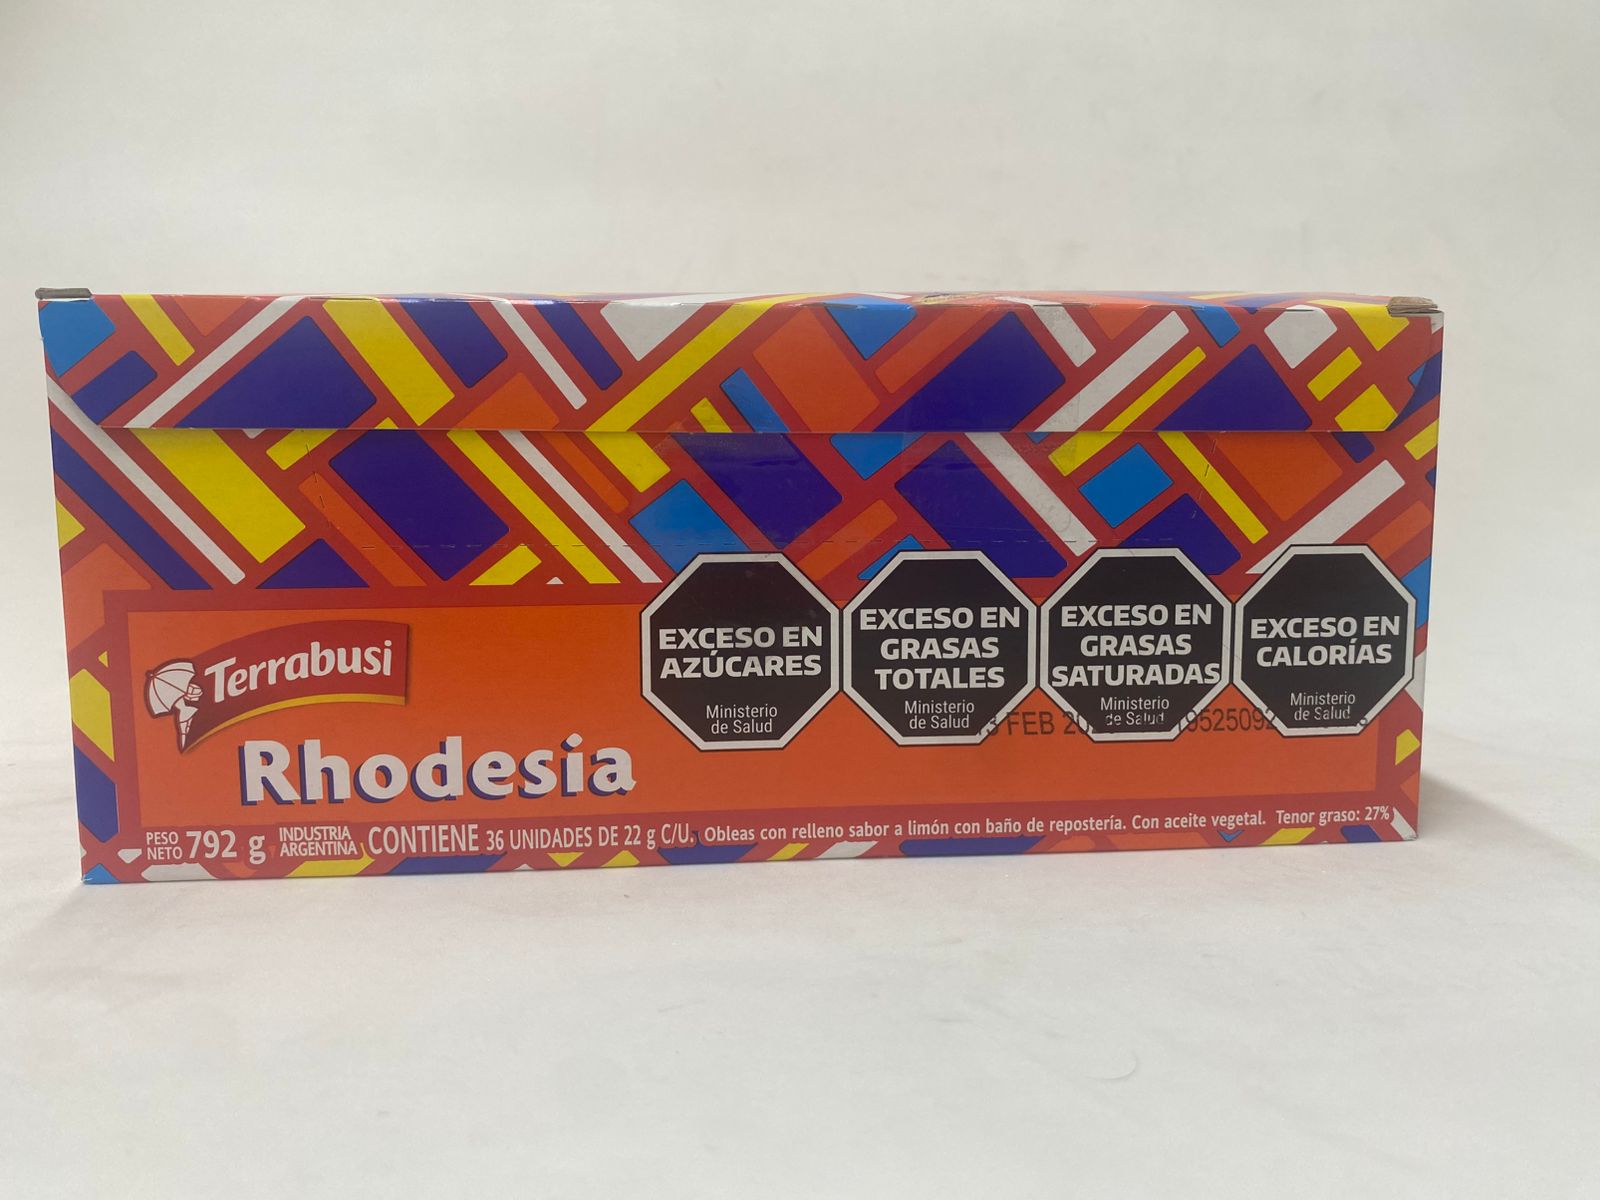 Terrabusi
Rhodesia
EXCESO EN
AZÚCARES
Ministerio
de Salud
EXCESO EN
GRASAS
TOTALES
Ministerio
de Salud
EXCESO EN
GRASAS
SATURADAS
Ministerio
de Salud
EXCESO EN
CALORÍAS
Ministerio
de Salud
FEB
PESO
NETO 792 g
INDUSTRIA
ARGENTINA
CONTIENE 36 UNIDADES DE 22 g C/U. Obleas con relleno sabor a limón con baño de repostería. Con aceite vegetal. Tenor graso: 27%